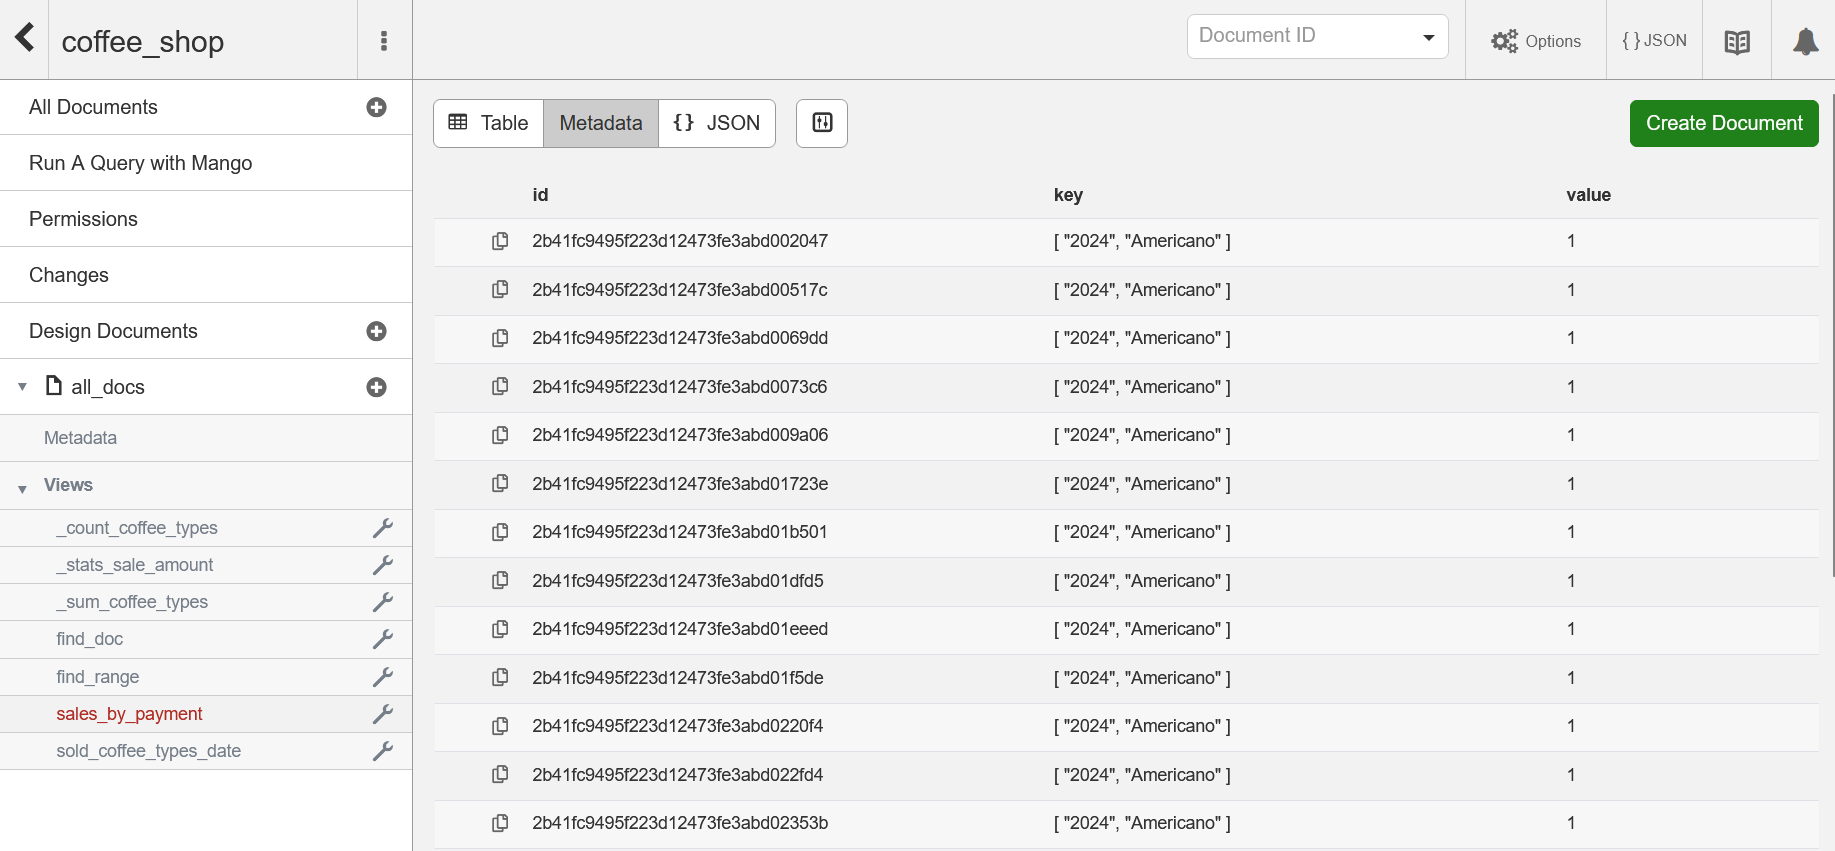 coffee_shop
Document ID
Options
{ } JSON
All Documents
Run A Query with Mango
Permissions
Changes
Design Documents
all_docs
Metadata
Views
_count_coffee_types
_stats_sale_amount
_sum_coffee_types
find_doc
find_range
sales_by_payment
sold_coffee_types_date
Table Metadata {} JSON
Create Document
id key value
2b41fc9495f223d12473fe3abd002047 [ "2024", "Americano" ] 1
2b41fc9495f223d12473fe3abd00517c [ "2024", "Americano" ] 1
2b41fc9495f223d12473fe3abd0069dd [ "2024", "Americano" ] 1
2b41fc9495f223d12473fe3abd0073c6 [ "2024", "Americano" ] 1
2b41fc9495f223d12473fe3abd009a06 [ "2024", "Americano" ] 1
2b41fc9495f223d12473fe3abd01723e [ "2024", "Americano" ] 1
2b41fc9495f223d12473fe3abd01b501 [ "2024", "Americano" ] 1
2b41fc9495f223d12473fe3abd01dfd5 [ "2024", "Americano" ] 1
2b41fc9495f223d12473fe3abd01eeed [ "2024", "Americano" ] 1
2b41fc9495f223d12473fe3abd01f5de [ "2024", "Americano" ] 1
2b41fc9495f223d12473fe3abd0220f4 [ "2024", "Americano" ] 1
2b41fc9495f223d12473fe3abd022fd4 [ "2024", "Americano" ] 1
2b41fc9495f223d12473fe3abd02353b [ "2024", "Americano" ] 1